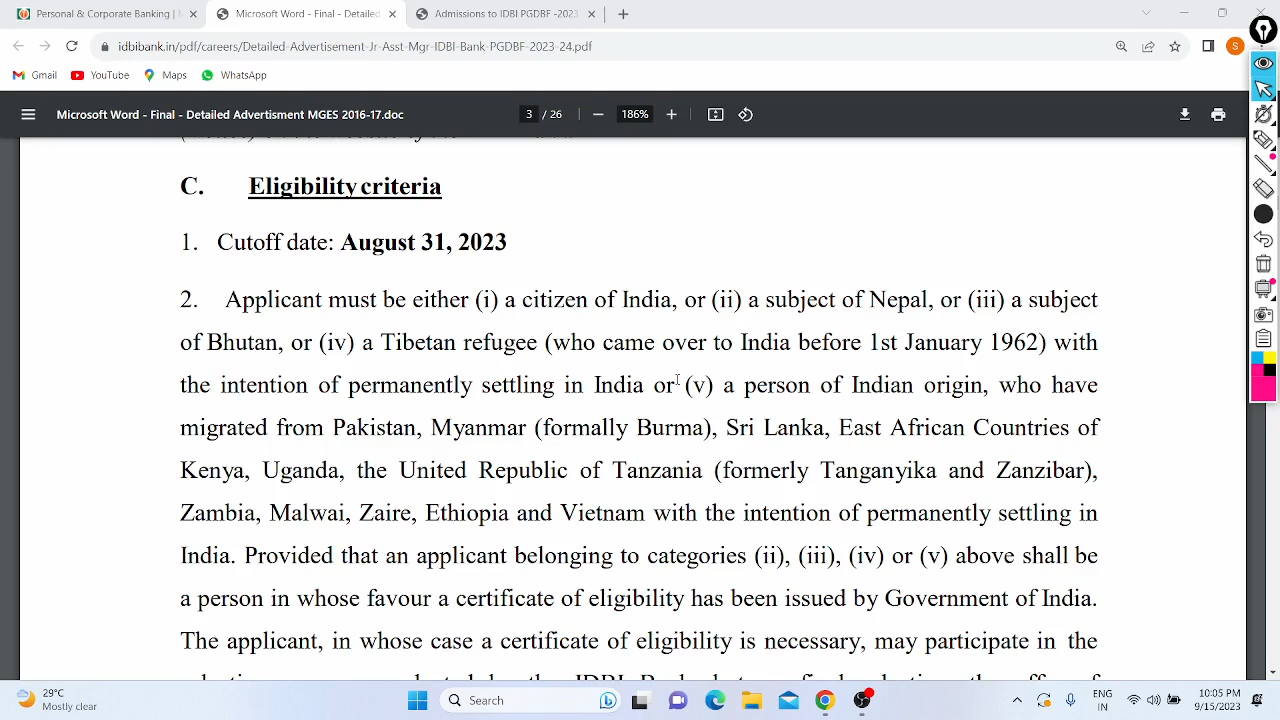 Personal & Corporate Banking |
Microsoft Word - Final - Detailed
Admissions to IDBI PGDBF -2023
idbibank.in/pdf/careers/Detailed-Advertisement-Jr-Asst-Mgr-IDFI-Bank-PGDBF-2023-24.pdf
S
Gmail YouTube Maps WhatsApp
Microsoft Word - Final - Detailed Advertisment MGES 2016-17.doc
3 / 26 186%
C. Eligibility criteria
1. Cutoff date: August 31, 2023
2. Applicant must be either (i) a citizen of India, or (ii) a subject of Nepal, or (iii) a subject
of Bhutan, or (iv) a Tibetan refugee (who came over to India before 1st January 1962) with
the intention of permanently settling in India or (v) a person of Indian origin, who have
migrated from Pakistan, Myanmar (formally Burma), Sri Lanka, East African Countries of
Kenya, Uganda, the United Republic of Tanzania (formerly Tanganyika and Zanzibar),
Zambia, Malwai, Zaire, Ethiopia and Vietnam with the intention of permanently settling in
India. Provided that an applicant belonging to categories (ii), (iii), (iv) or (v) above shall be
a person in whose favour a certificate of eligibility has been issued by Government of India.
The applicant, in whose case a certificate of eligibility is necessary, may participate in the
29°C
Mostly clear
Search
ENG
IN
10:05 PM
9/15/2023